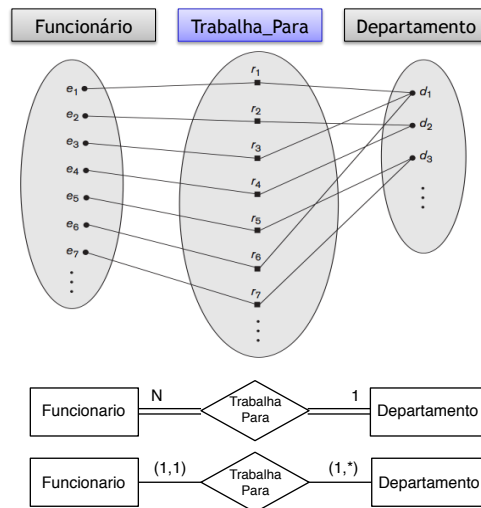 Funcionário Trabalha_Para Departamento
e1 r1 d1
e2 r2 d2
e3 r3 d3
e4 r4
e5 r5
e6 r6
e7 r7
N 1
Funcionario Trabalha Para Departamento
(1,1) (1,*)
Funcionario Trabalha Para Departamento